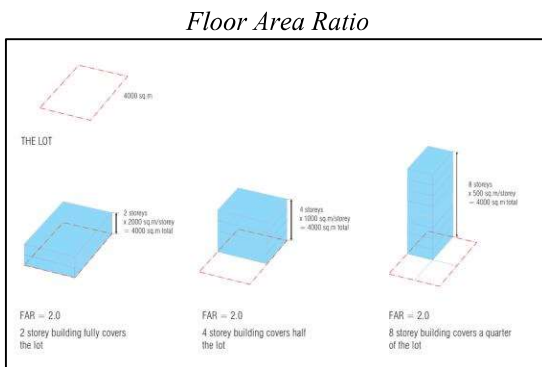 Floor Area Ratio
4000 sq.m
THE LOT
2 storeys
x 2000 sq.m/storey
= 4000 sq.m total
4 storeys
x 1000 sq.m/storey
= 4000 sq.m total
8 storeys
x 500 sq.m/storey
= 4000 sq.m total
FAR = 2.0
2 storey building fully covers
the lot
FAR = 2.0
4 storey building covers half
the lot
FAR = 2.0
8 storey building covers a quarter
of the lot